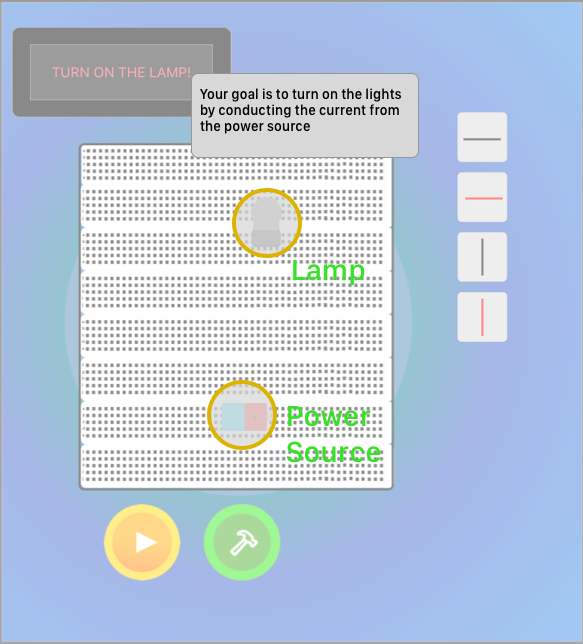 TURN ON THE LAMP!
Your goal is to turn on the lights
by conducting the current from
the power source
Lamp
Power
Source